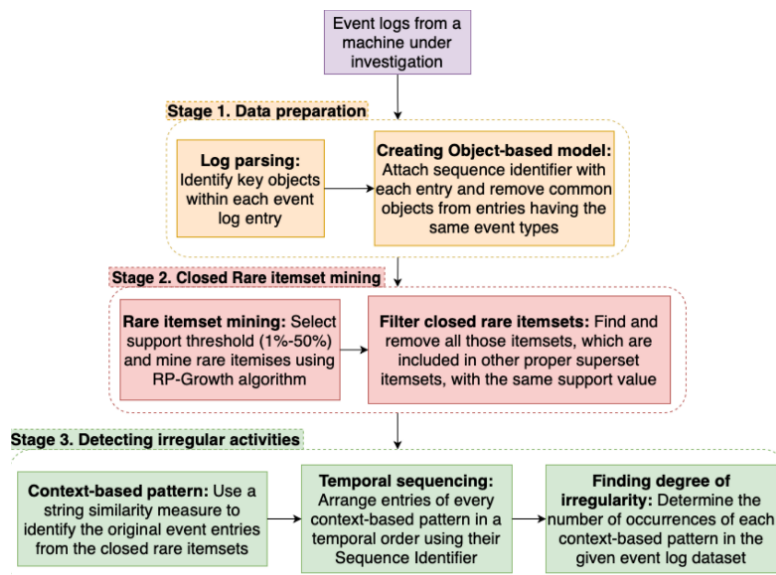 Event logs from a
machine under
investigation
Stage 1. Data preparation
Log parsing:
Identify key objects
within each event
log entry
Creating Object-based model:
Attach sequence identifier with
each entry and remove common
objects from entries having the
same event types
Stage 2. Closed Rare itemset mining
Rare itemset mining: Select
support threshold (1%-50%)
and mine rare itemises using
RP-Growth algorithm
Filter closed rare itemsets: Find and
remove all those itemsets, which are
included in other proper superset
itemsets, with the same support value
Stage 3. Detecting irregular activities
Context-based pattern: Use a
string similarity measure to
identify the original event entries
from the closed rare itemsets
Temporal sequencing:
Arrange entries of every
context-based pattern in a
temporal order using their
Sequence Identifier
Finding degree of
irregularity: Determine the
number of occurrences of each
context-based pattern in the
given event log dataset